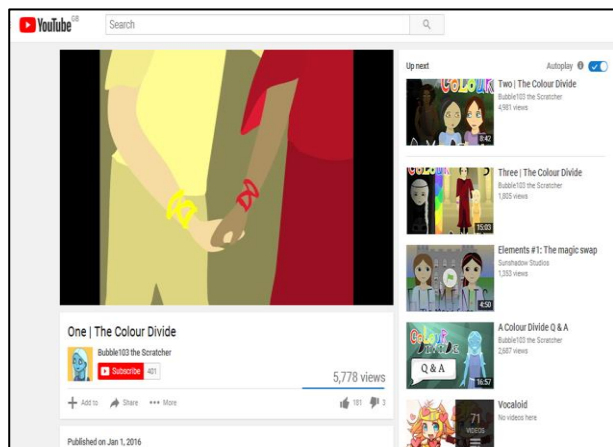 YouTube GB
Search
Up next
Autoplay
Two | The Colour Divide
Bubble103 the Scratcher
4,981 views
8:42
Three | The Colour Divide
Bubble103 the Scratcher
1,805 views
15:03
Elements #1: The magic swap
Sunshadow Studios
1,353 views
4:50
A Colour Divide Q & A
Bubble103 the Scratcher
2,687 views
Q & A
16:57
Vocaloid
No videos here
71
VIDEOS
One | The Colour Divide
Bubble103 the Scratcher
Subscribe 401
5,778 views
Add to Share More
181 3
Published on Jan 1, 2016